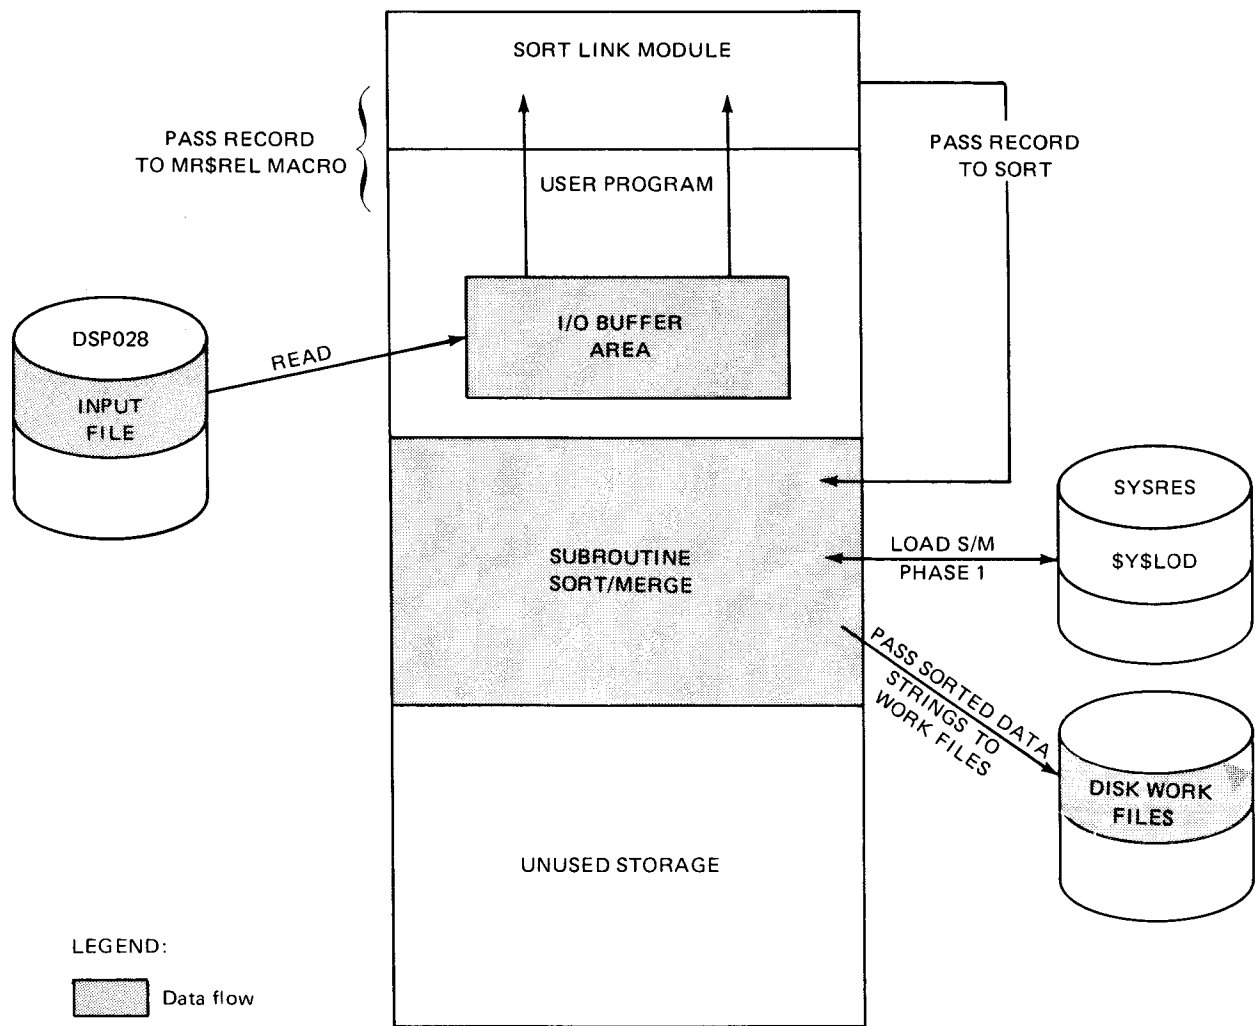 SORT LINK MODULE
PASS RECORD
TO MR$REL MACRO
PASS RECORD
TO SORT
USER PROGRAM
I/O BUFFER
AREA
DSP028
INPUT
FILE
READ
SUBROUTINE
SORT/MERGE
LOAD S/M
PHASE 1
SYSRES
$Y$LOD
PASS SORTED DATA
STRINGS TO
WORK FILES
DISK WORK
FILES
UNUSED STORAGE
LEGEND:
Data flow